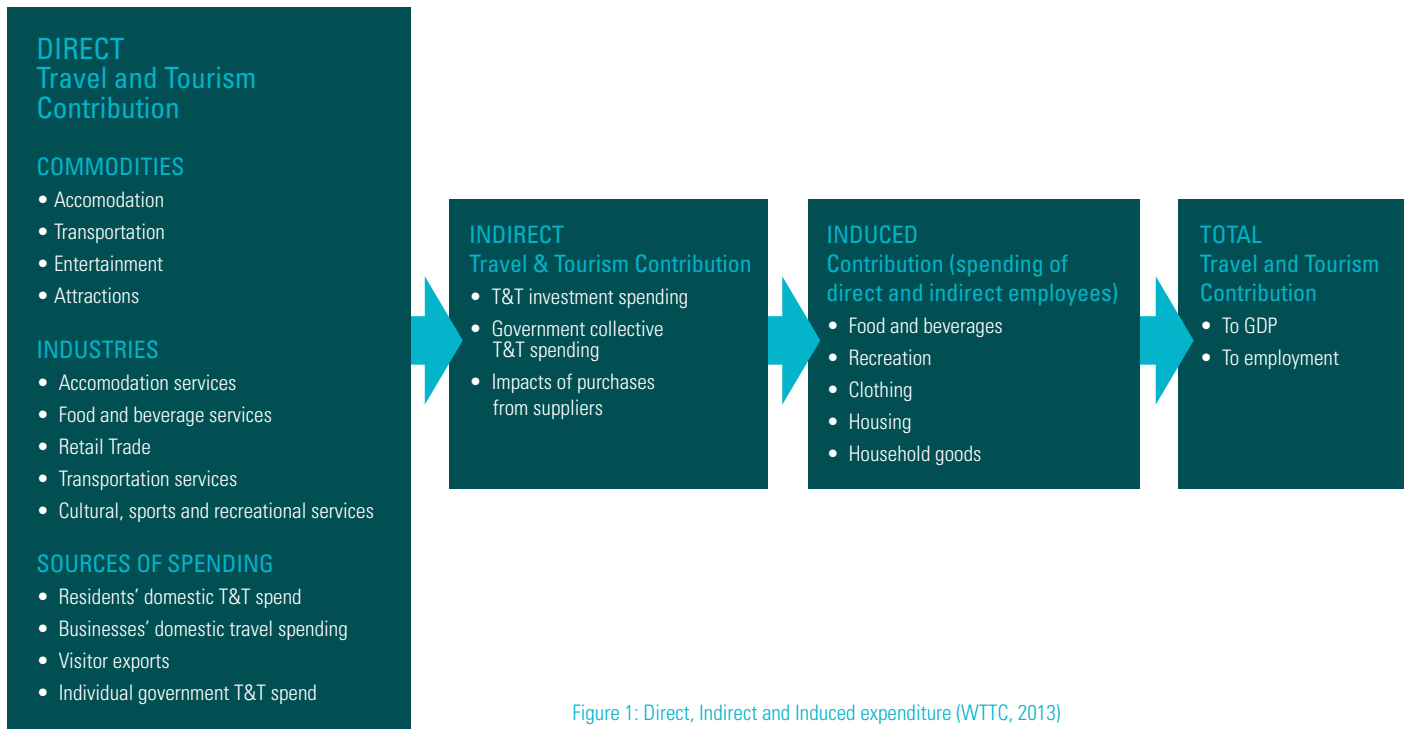 DIRECT
Travel and Tourism
Contribution
COMMODITIES
• Accomodation
• Transportation
• Entertainment
• Attractions
INDUSTRIES
• Accomodation services
• Food and beverage services
• Retail Trade
• Transportation services
• Cultural, sports and recreational services
SOURCES OF SPENDING
• Residents’ domestic T&T spend
• Businesses’ domestic travel spending
• Visitor exports
• Individual government T&T spend
INDIRECT
Travel & Tourism Contribution
• T&T investment spending
• Government collective
T&T spending
• Impacts of purchases
from suppliers
INDUCED
Contribution (spending of
direct and indirect employees)
• Food and beverages
• Recreation
• Clothing
• Housing
• Household goods
TOTAL
Travel and Tourism
Contribution
• To GDP
• To employment
Figure 1: Direct, Indirect and Induced expenditure (WTTC, 2013)